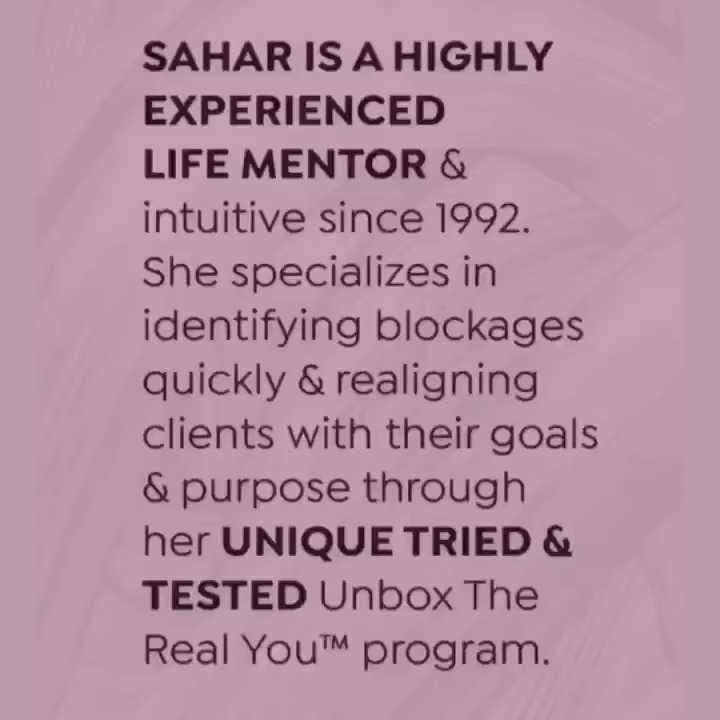 SAHAR IS A HIGHLY
EXPERIENCED
LIFE MENTOR &
intuitive since 1992.
She specializes in
identifying blockages
quickly & realigning
clients with their goals
& purpose through
her UNIQUE TRIED &
TESTED Unbox The
Real You™ program.